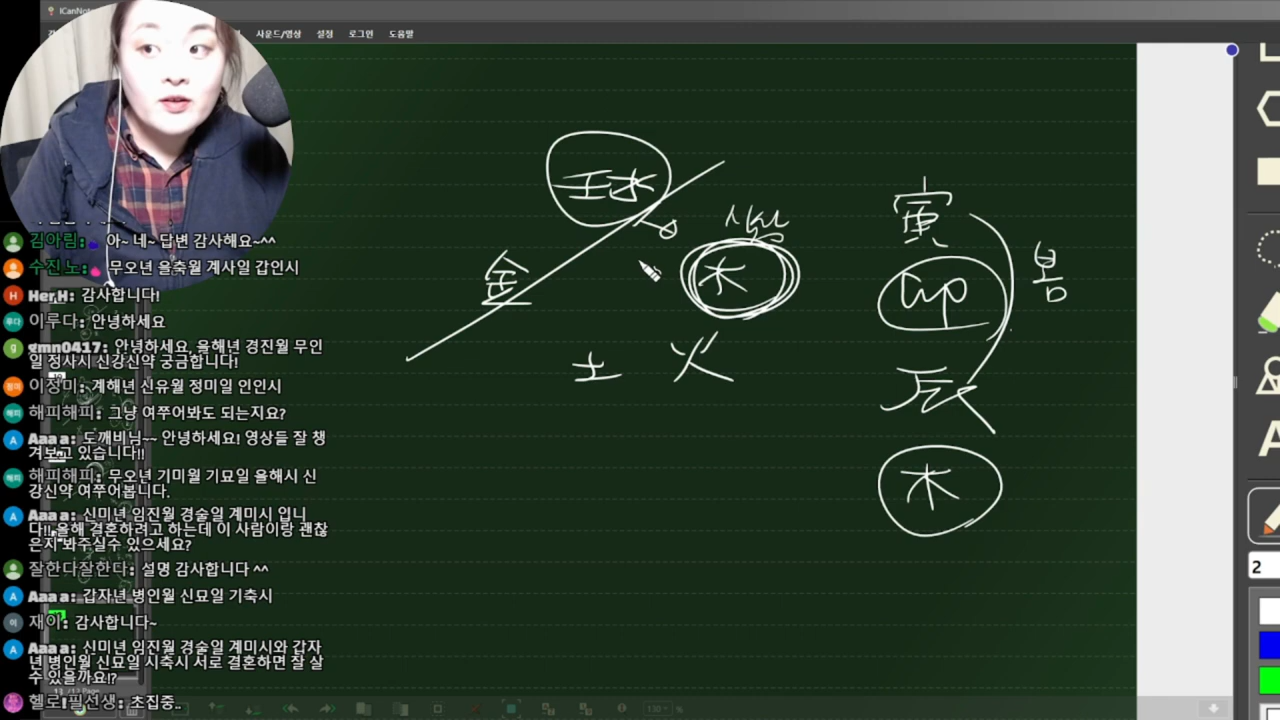 ICanNote
사운드/영상 설정 로그인 도움말
김아림: 아~ 네~ 답변 감사해요~^^
수진 노: 무오년 을축월 계사일 갑인시
Her H: 감사합니다!
이루다: 안녕하세요
gmn0417: 안녕하세요, 올해년 경진월 무인
일 정사시 신강신약 궁금합니다!
이정미: 계해년 신유월 정미일 인인시
해피해피: 그냥 여쭈어봐도 되는지요?
Aaa a: 도깨비님~~ 안녕하세요! 영상들 잘 챙
겨보고 있습니다!!
해피해피: 무오년 기미월 기묘일 을해시 신
강신약 여쭈어봅니다.
Aaa a: 신미년 임진월 경술일 계미시 입니
다!! 올해 결혼하려고 하는데 이 사람이랑 괜찮
은지 봐주실수 있으세요?
잘한다잘한다: 설명 감사합니다 ^^
Aaa a: 갑자년 병인월 신묘일 기축시
재이: 감사합니다~
Aaa a: 신미년 임진월 경술일 계미시와 갑자
년 병인월 신묘일 시축시 서로 결혼하면 잘 살
수 있을까요!?
헬로!필선생: 초집중..
壬水
金
木
土 火
寅
卯
辰
봄
木
2
130 %